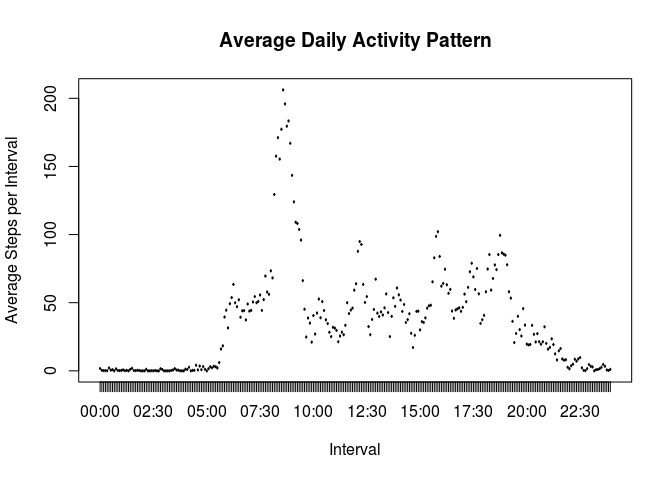 Average Daily Activity Pattern
Average Steps per Interval
200
150
100
50
0
00:00 02:30 05:00 07:30 10:00 12:30 15:00 17:30 20:00 22:30
Interval